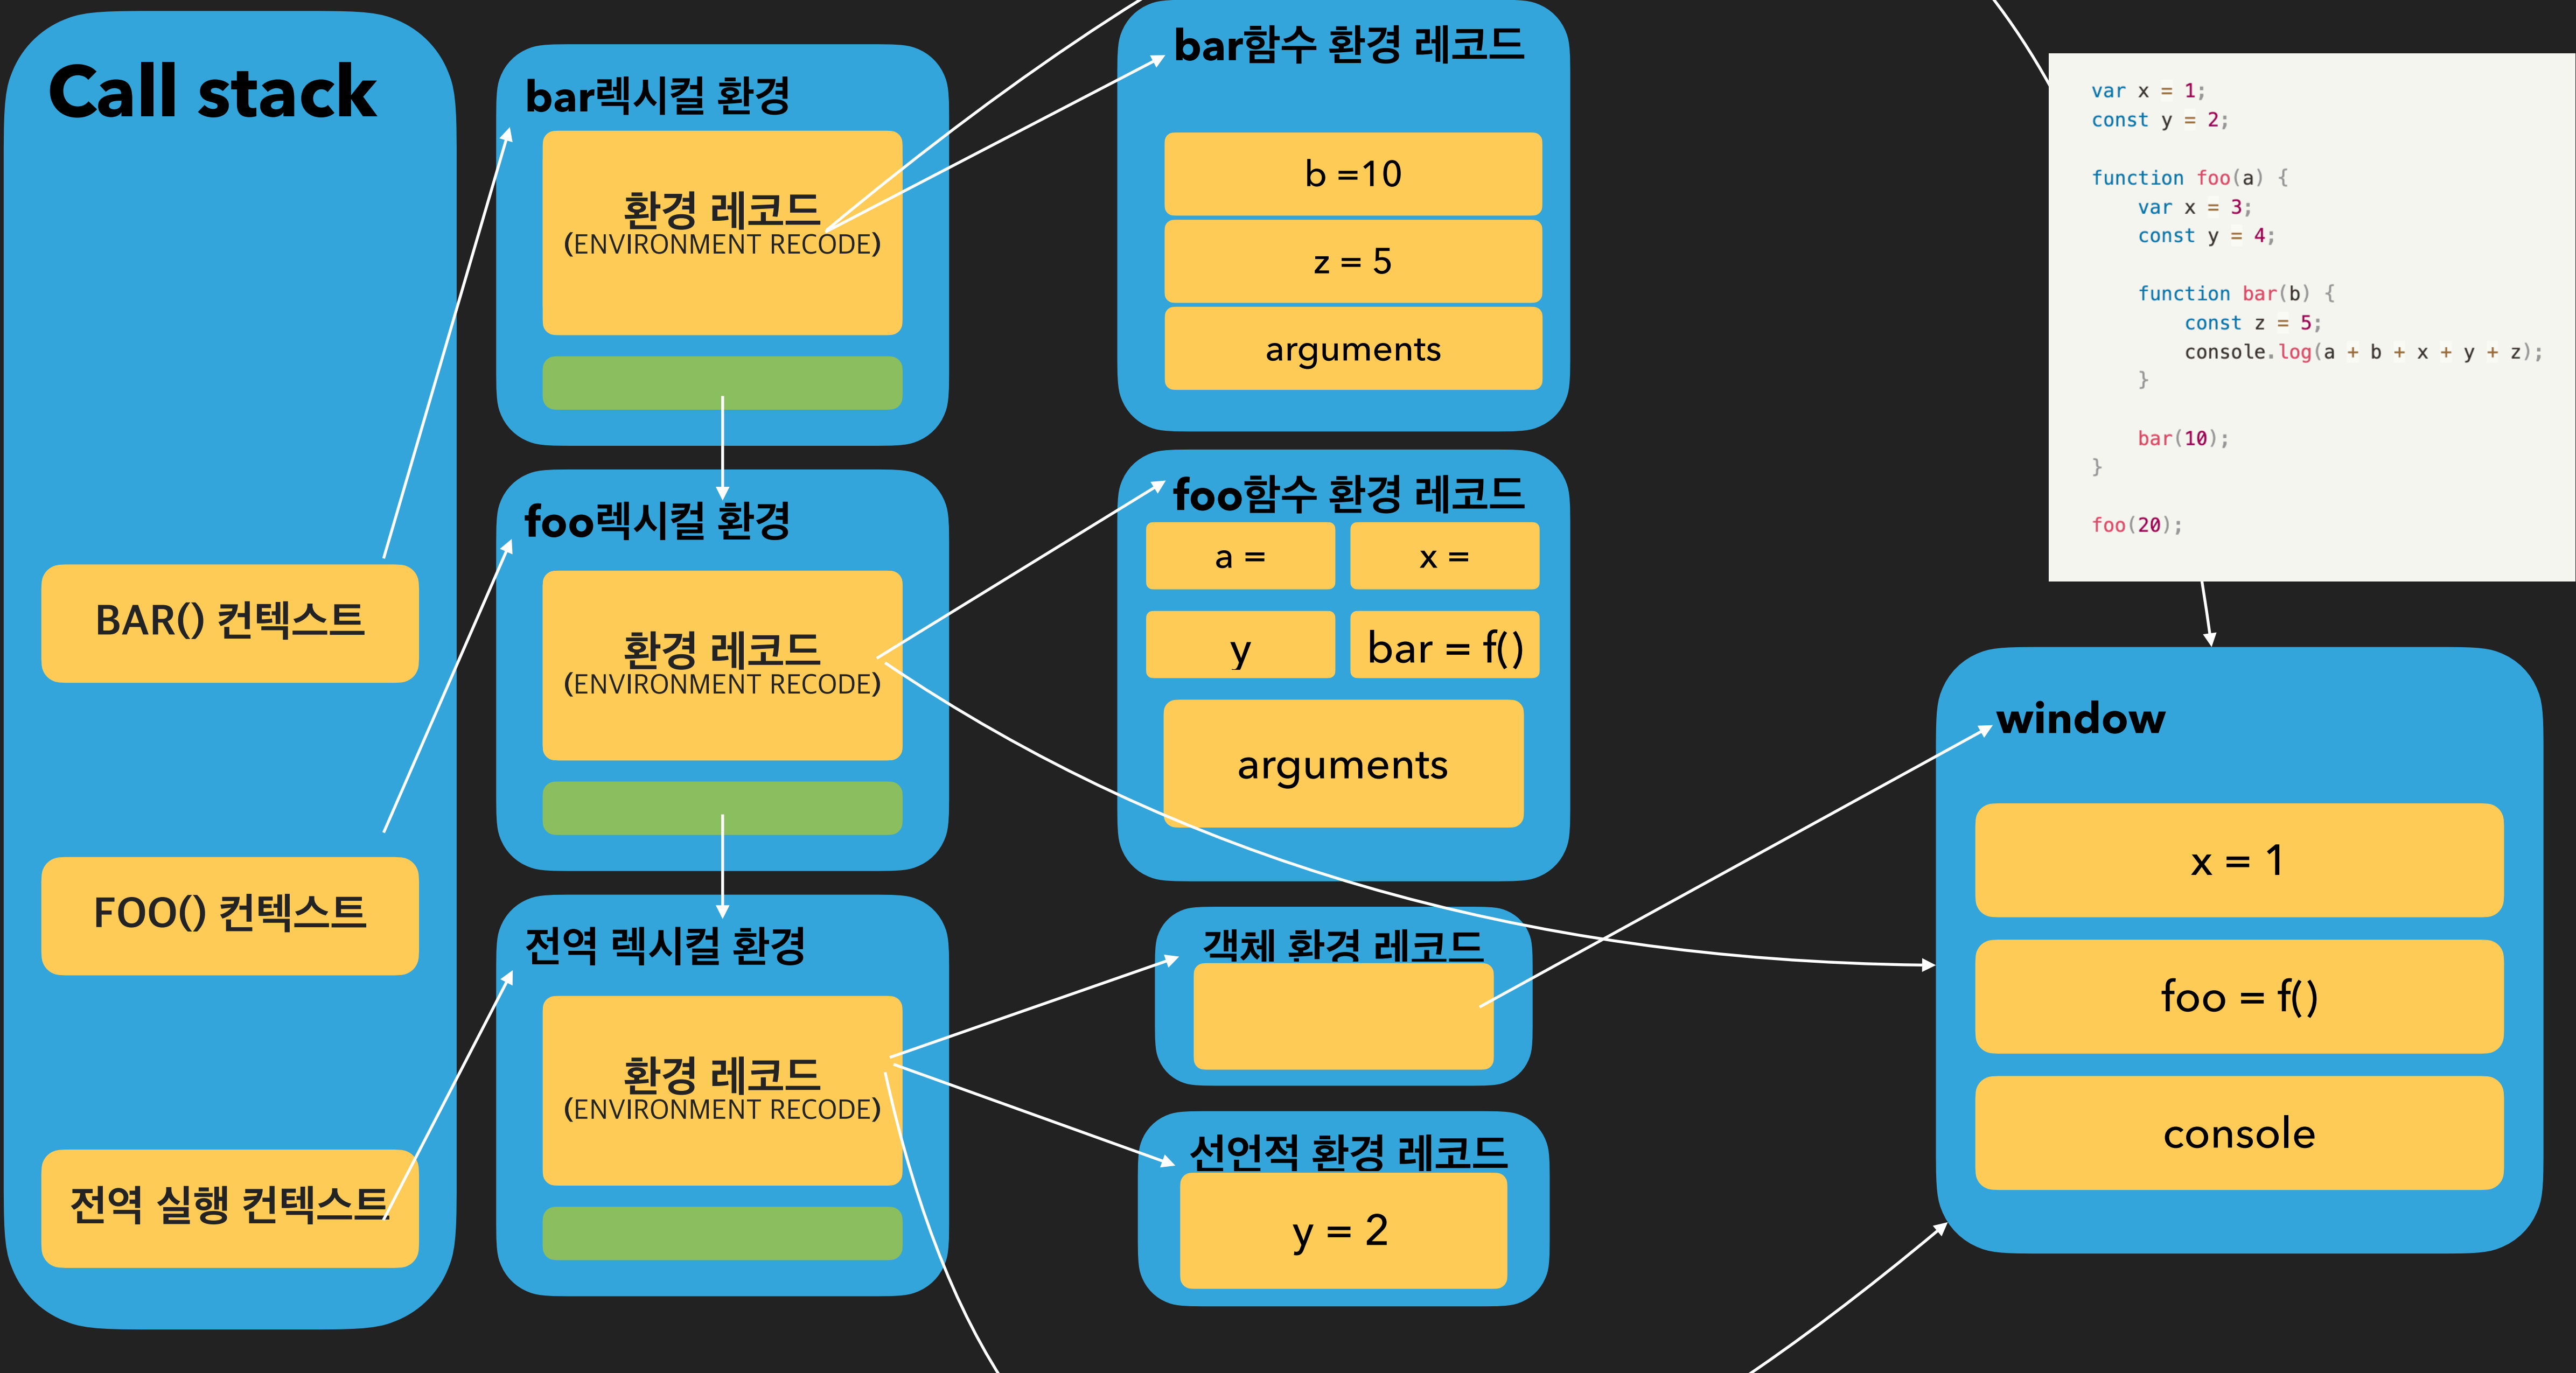 Call stack
BAR() 컨텍스트
FOO() 컨텍스트
전역 실행 컨텍스트
bar렉시컬 환경
환경 레코드
(ENVIRONMENT RECODE)
foo렉시컬 환경
환경 레코드
(ENVIRONMENT RECODE)
전역 렉시컬 환경
환경 레코드
(ENVIRONMENT RECODE)
bar함수 환경 레코드
b =10
z = 5
arguments
foo함수 환경 레코드
a =
x =
y
bar = f()
arguments
객체 환경 레코드
선언적 환경 레코드
y = 2
var x = 1;
const y = 2;
function foo(a) {
var x = 3;
const y = 4;
function bar(b) {
const z = 5;
console.log(a + b + x + y + z);
}
bar(10);
}
foo(20);
window
x = 1
foo = f()
console